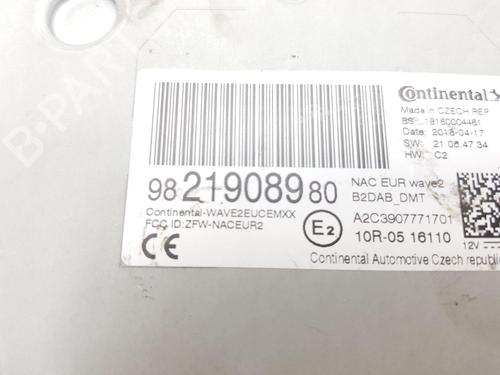 Continental
Made in CZECH REP
BS: 18160004461
Date: 2018-04-17
SW: 21.06.47.34
HW: C2
98 219089 80
NAC EUR wave2
B2DAB_DMT
Continental-WAVE2EUCEMXX
FCC ID: ZFW-NACEUR2
CE
E2
A2C3907771701
10R-05 16110
12V
Continental Automotive Czech republic